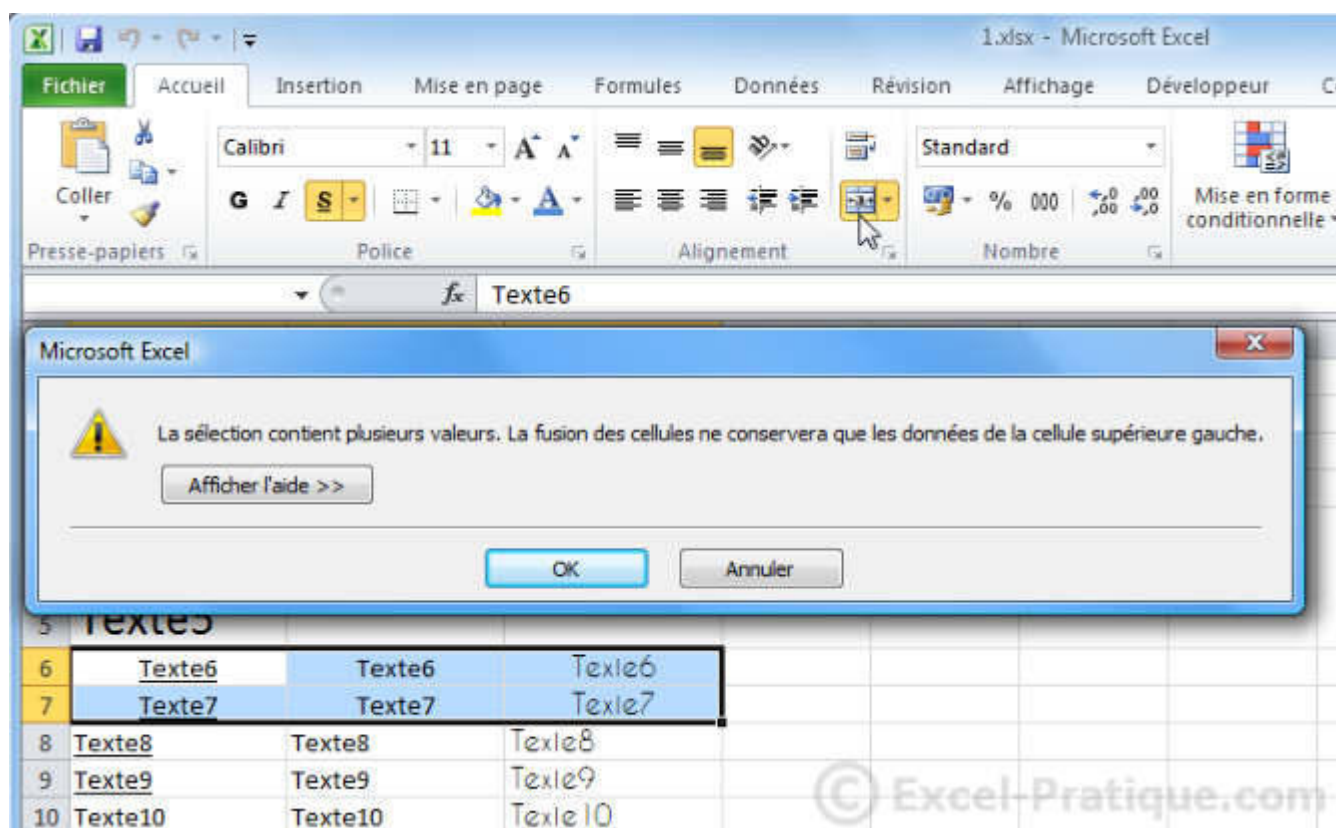 1.xlsx - Microsoft Excel
Fichier Accueil Insertion Mise en page Formules Données Révision Affichage Développeur
Calibri 11 A A Standard
Coller G I S A % 000 Mise en forme
conditionnelle
Presse-papiers Police Alignement Nombre
fx Texte6
Microsoft Excel
La sélection contient plusieurs valeurs. La fusion des cellules ne conservera que les données de la cellule supérieure gauche.
Afficher l'aide >>
OK Annuler
5 Texte5
6 Texte6 Texte6 Texte6
7 Texte7 Texte7 Texte7
8 Texte8 Texte8 Texte8
9 Texte9 Texte9 Texte9
10 Texte10 Texte10 Texte10
© Excel-Pratique.com